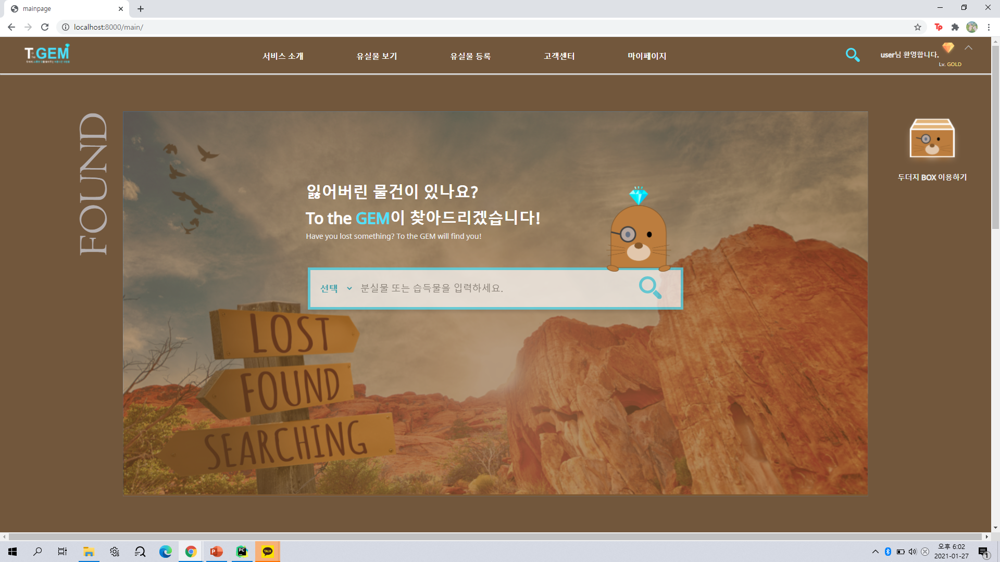 mainpage
localhost:8000/main/
T GEM
서비스 소개
유실물 보기
유실물 등록
고객센터
마이페이지
user님 환영합니다.
Lv. GOLD
FOUND
두더지 BOX 이용하기
잃어버린 물건이 있나요?
To the GEM이 찾아드리겠습니다!
Have you lost something? To the GEM will find you!
선택
분실물 또는 습득물을 입력하세요.
LOST
FOUND
SEARCHING
Tp
P
PC
TALK
오후 6:02
2021-01-27
1